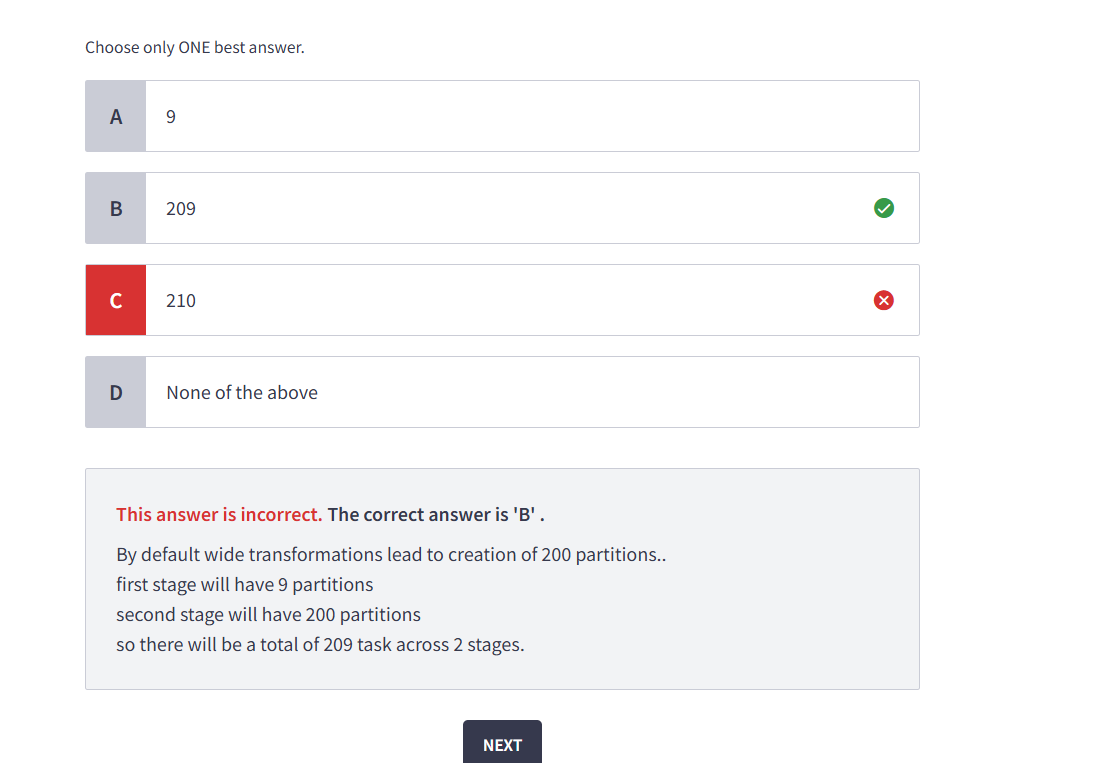 Choose only ONE best answer.
A 9
B 209
C 210
D None of the above
This answer is incorrect. The correct answer is 'B' .
By default wide transformations lead to creation of 200 partitions..
first stage will have 9 partitions
second stage will have 200 partitions
so there will be a total of 209 task across 2 stages.
NEXT